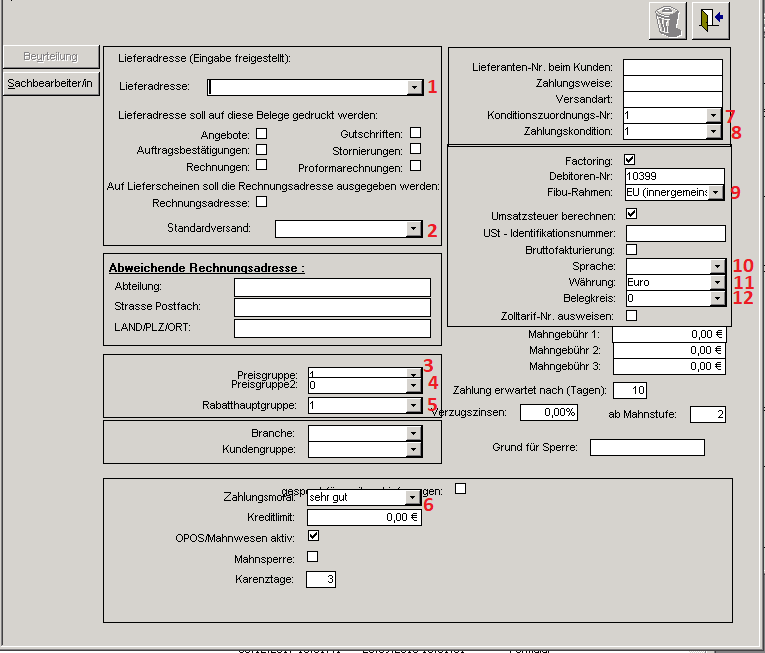 Beurteilung
Sachbearbeiter/in
Lieferadresse (Eingabe freigestellt):
Lieferadresse: 1
Lieferadresse soll auf diese Belege gedruckt werden:
Angebote: Gutschriften:
Auftragsbestätigungen: Stornierungen:
Rechnungen: Proformarechnungen:
Auf Lieferscheinen soll die Rechnungsadresse ausgegeben werden:
Rechnungsadresse:
Standardversand: 2
Abweichende Rechnungsadresse :
Abteilung:
Strasse Postfach:
LAND/PLZ/ORT:
Preisgruppe: 1 3
Preisgruppe2: 0 4
Rabatthauptgruppe: 1 5
Branche:
Kundengruppe:
Lieferanten-Nr. beim Kunden:
Zahlungsweise:
Versandart:
Konditionszuordnungs-Nr: 1 7
Zahlungskondition: 1 8
Factoring:
Debitoren-Nr: 10399
Fibu-Rahmen: EU (innergemeins 9
Umsatzsteuer berechnen:
USt - Identifikationsnummer:
Bruttofakturierung:
Sprache: 10
Währung: Euro 11
Belegkreis: 0 12
Zolltarif-Nr. ausweisen:
Mahngebühr 1: 0,00 €
Mahngebühr 2: 0,00 €
Mahngebühr 3: 0,00 €
Zahlung erwartet nach (Tagen): 10
Verzugszinsen: 0,00% ab Mahnstufe: 2
Grund für Sperre:
Zahlungsmoral: sehr gut 6
Kreditlimit: 0,00 €
OPOS/Mahnwesen aktiv:
Mahnsperre:
Karenztage: 3